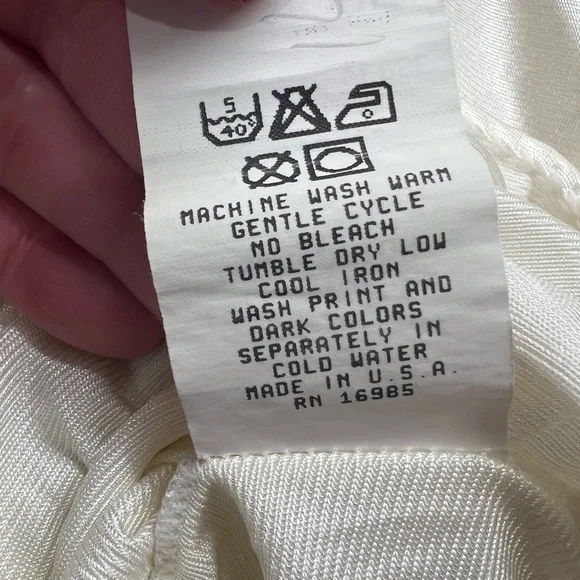 5
40°
MACHINE WASH WARM
GENTLE CYCLE
NO BLEACH
TUMBLE DRY LOW
COOL IRON
WASH PRINT AND
DARK COLORS
SEPARATELY IN
COLD WATER
MADE IN U.S.A.
RN 16985